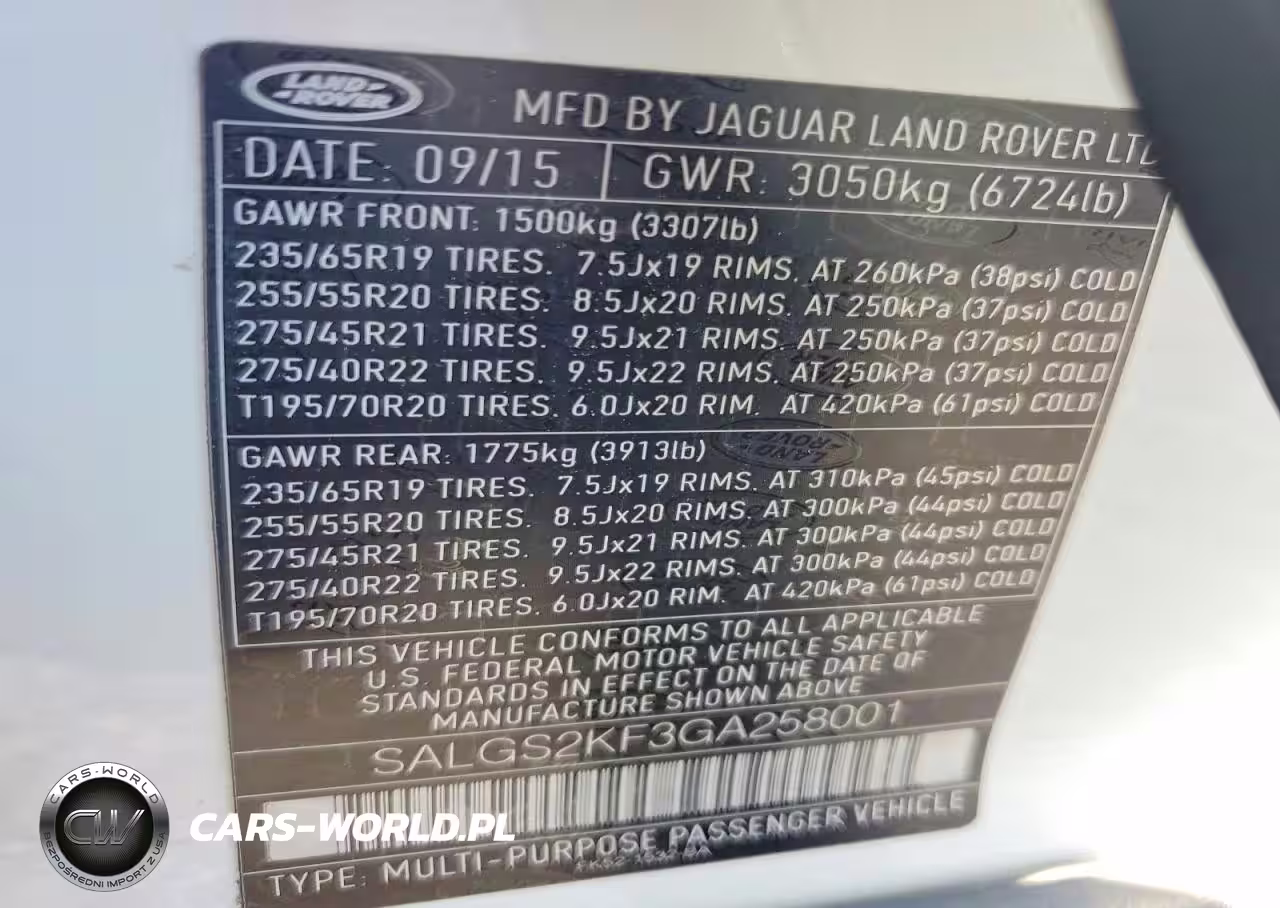 LAND ROVER
MFD BY JAGUAR LAND ROVER LTD
DATE: 09/15 GWR: 3050kg (6724lb)
GAWR FRONT: 1500kg (3307lb)
235/65R19 TIRES. 7.5Jx19 RIMS. AT 260kPa (38psi) COLD
255/55R20 TIRES. 8.5Jx20 RIMS. AT 250kPa (37psi) COLD
275/45R21 TIRES. 9.5Jx21 RIMS. AT 250kPa (37psi) COLD
275/40R22 TIRES. 9.5Jx22 RIMS. AT 250kPa (37psi) COLD
T195/70R20 TIRES. 6.0Jx20 RIM. AT 420kPa (61psi) COLD
GAWR REAR: 1775kg (3913lb)
235/65R19 TIRES. 7.5Jx19 RIMS. AT 310kPa (45psi) COLD
255/55R20 TIRES. 8.5Jx20 RIMS. AT 300kPa (44psi) COLD
275/45R21 TIRES. 9.5Jx21 RIMS. AT 300kPa (44psi) COLD
275/40R22 TIRES. 9.5Jx22 RIMS. AT 300kPa (44psi) COLD
T195/70R20 TIRES. 6.0Jx20 RIM. AT 420kPa (61psi) COLD
THIS VEHICLE CONFORMS TO ALL APPLICABLE
U.S. FEDERAL MOTOR VEHICLE SAFETY
STANDARDS IN EFFECT ON THE DATE OF
MANUFACTURE SHOWN ABOVE
SALGS2KF3GA258001
TYPE: MULTI-PURPOSE PASSENGER VEHICLE
CARS-WORLD
CW
BEZPOŚREDNI IMPORT Z USA
CARS-WORLD.PL